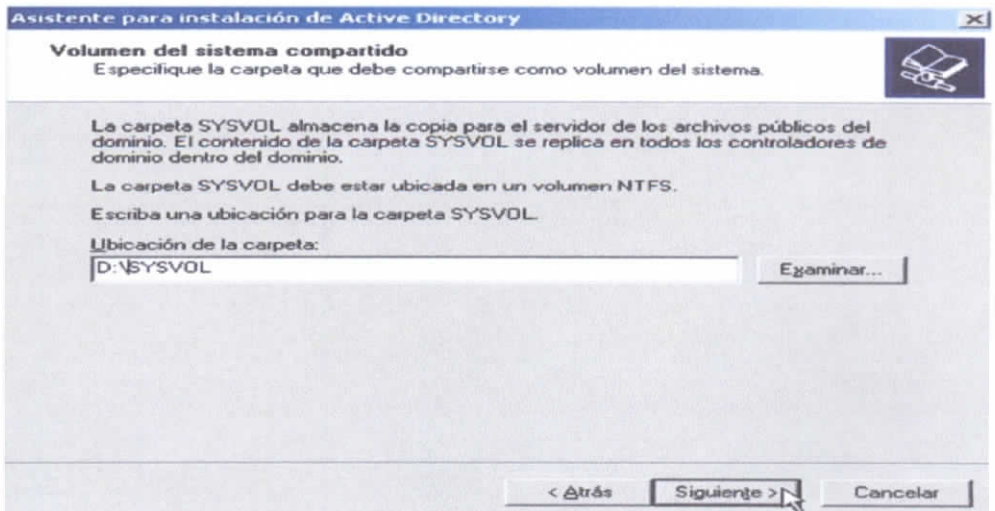 Asistente para instalación de Active Directory
Volumen del sistema compartido
Especifique la carpeta que debe compartirse como volumen del sistema.
La carpeta SYSVOL almacena la copia para el servidor de los archivos públicos del
dominio. El contenido de la carpeta SYSVOL se replica en todos los controladores de
dominio dentro del dominio.
La carpeta SYSVOL debe estar ubicada en un volumen NTFS.
Escriba una ubicación para la carpeta SYSVOL.
Ubicación de la carpeta:
D:\SYSVOL
Examinar...
< Atrás
Siguiente >
Cancelar